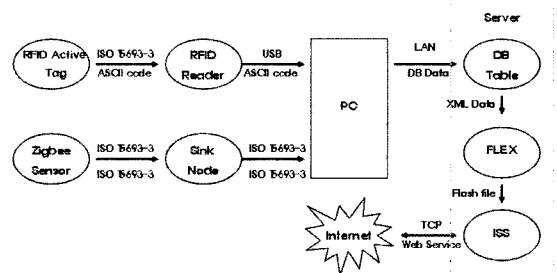 Server
RFID Active
Tag
ISO 15693-3
ASCII code
RFID
Reader
USB
ASCII code
PC
LAN
DB Data
DB
Table
XML Data
Zigbee
Sensor
ISO 15693-3
ISO 15693-3
Sink
Node
ISO 15693-3
ISO 15693-3
FLEX
Flash file
Internet
TCP
Web Service
ISS